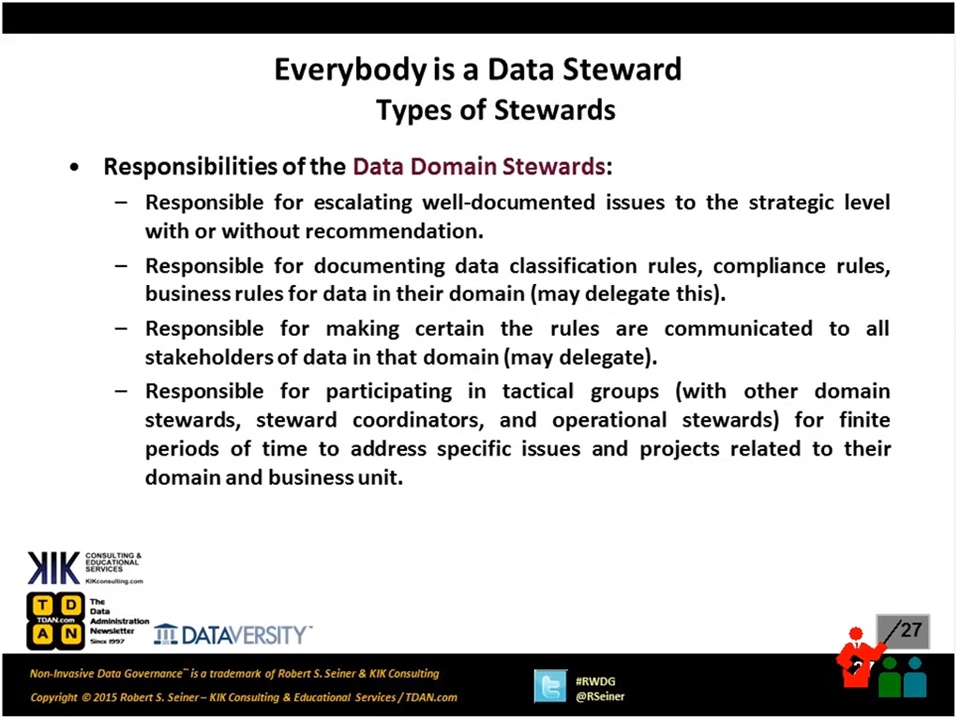 Everybody is a Data Steward
Types of Stewards
• Responsibilities of the Data Domain Stewards:
– Responsible for escalating well-documented issues to the strategic level
with or without recommendation.
– Responsible for documenting data classification rules, compliance rules,
business rules for data in their domain (may delegate this).
– Responsible for making certain the rules are communicated to all
stakeholders of data in that domain (may delegate).
– Responsible for participating in tactical groups (with other domain
stewards, steward coordinators, and operational stewards) for finite
periods of time to address specific issues and projects related to their
domain and business unit.
KIK CONSULTING &
EDUCATIONAL
SERVICES
KIKconsulting.com
T D
TDAN.com
A N
The
Data
Administration
Newsletter
Since 1997
DATAVERSITY™
/27
Non-Invasive Data Governance™ is a trademark of Robert S. Seiner & KIK Consulting
Copyright © 2015 Robert S. Seiner – KIK Consulting & Educational Services / TDAN.com
#RWDG
@RSeiner